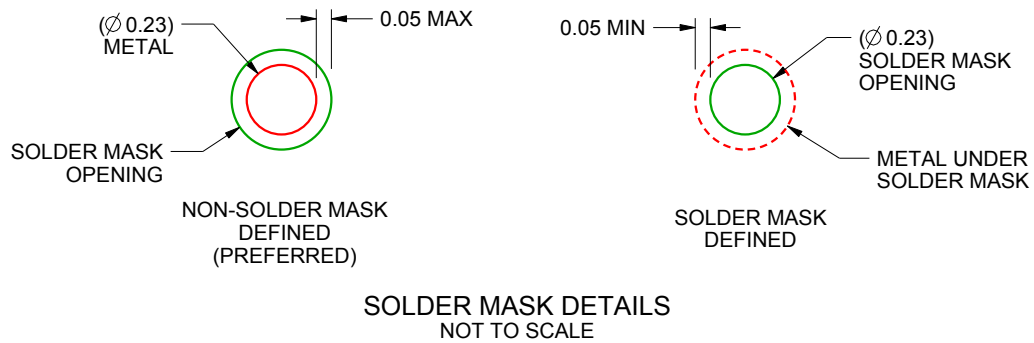 (∅ 0.23)
METAL
0.05 MAX
SOLDER MASK
OPENING
NON-SOLDER MASK
DEFINED
(PREFERRED)
0.05 MIN
(∅ 0.23)
SOLDER MASK
OPENING
METAL UNDER
SOLDER MASK
SOLDER MASK
DEFINED
SOLDER MASK DETAILS
NOT TO SCALE